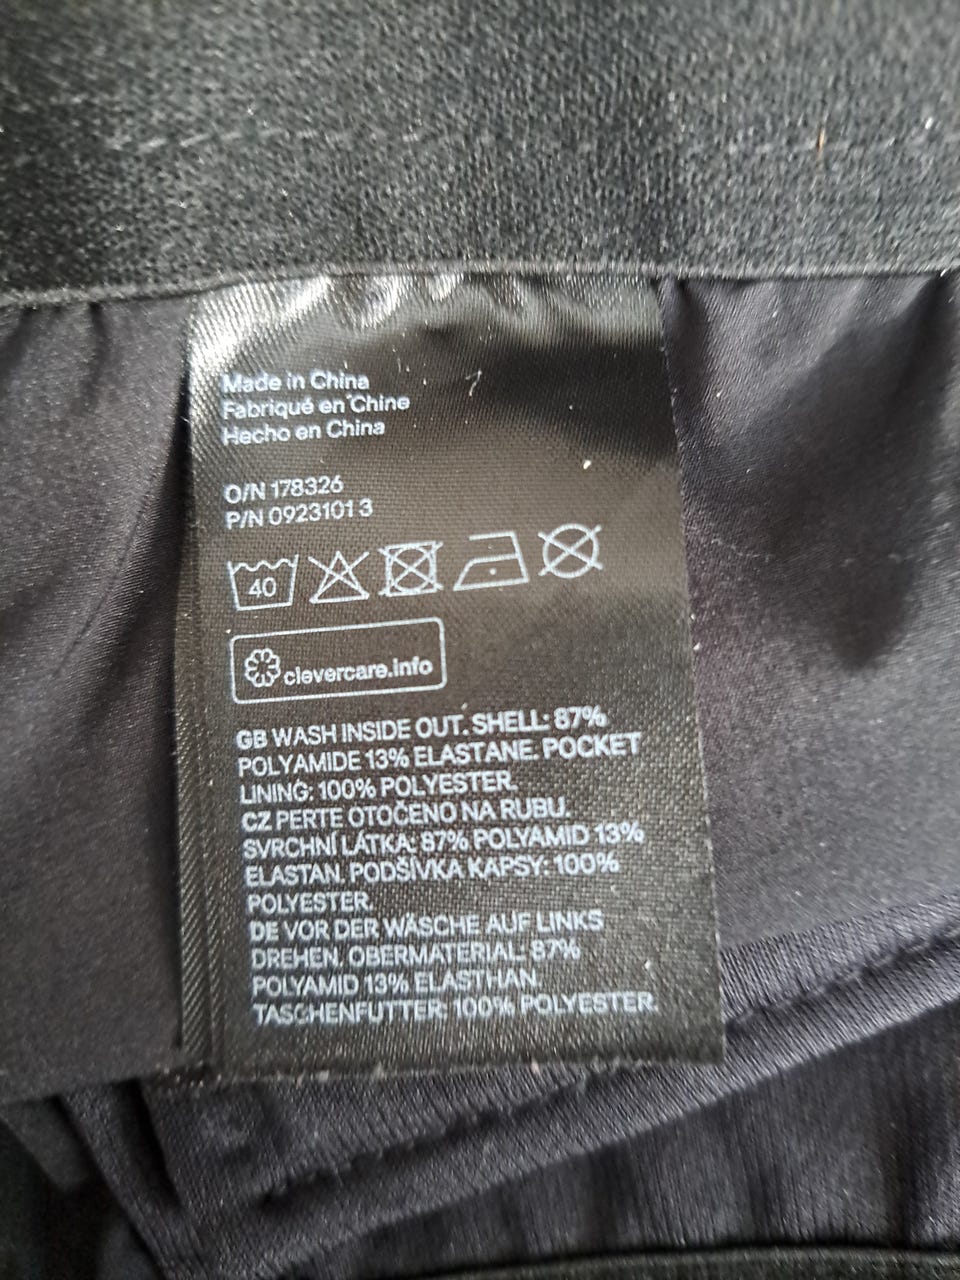 Made in China
Fabriqué en Chine
Hecho en China
O/N 178326
P/N 0923101 3
40
clevercare.info
GB WASH INSIDE OUT. SHELL: 87%
POLYAMIDE 13% ELASTANE. POCKET
LINING: 100% POLYESTER.
CZ PERTE OTOČENO NA RUBU.
SVRCHNÍ LÁTKA: 87% POLYAMID 13%
ELASTAN. PODŠÍVKA KAPSY: 100%
POLYESTER.
DE VOR DER WÄSCHE AUF LINKS
DREHEN. OBERMATERIAL: 87%
POLYAMID 13% ELASTHAN.
TASCHENFUTTER: 100% POLYESTER.